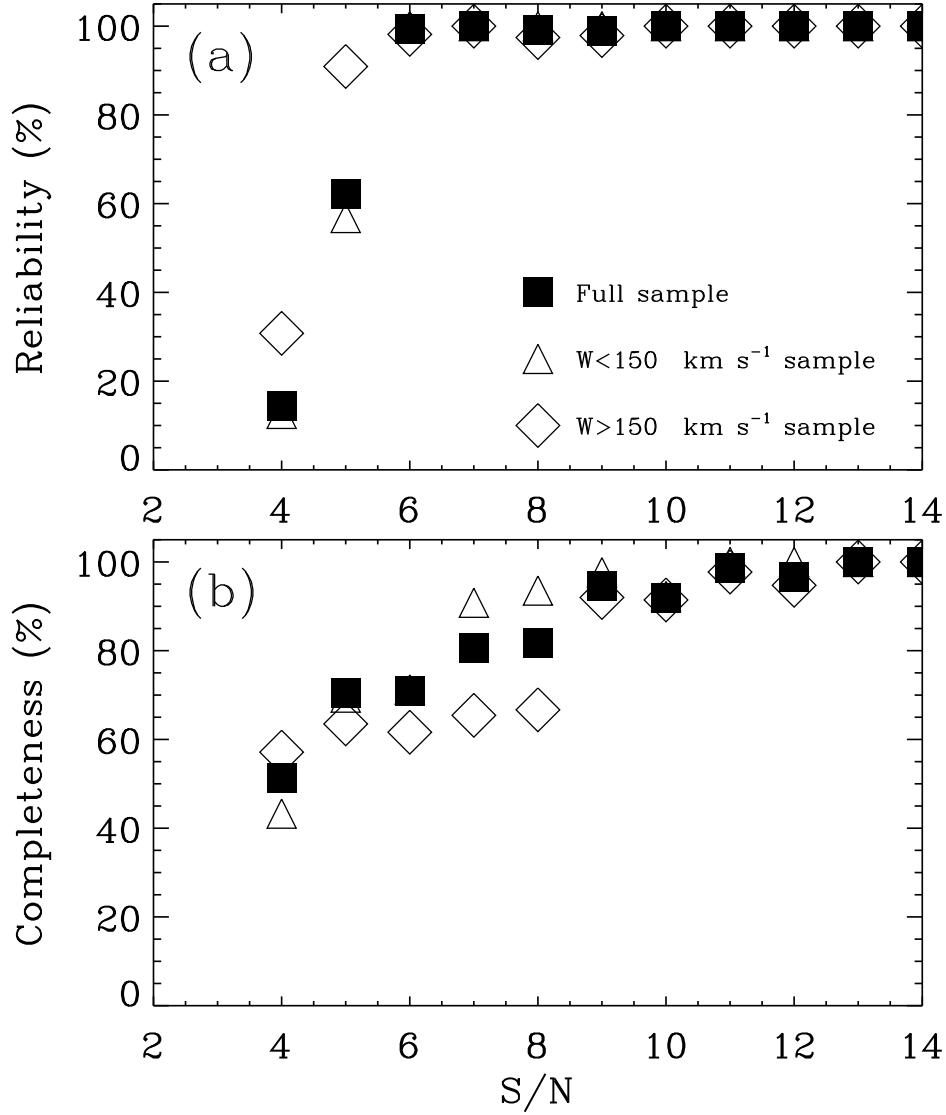 100
80
60
40
20
0
Reliability (%)
(a)
Full sample
W<150 km s⁻¹ sample
W>150 km s⁻¹ sample
2 4 6 8 10 12 14
100
80
60
40
20
0
Completeness (%)
(b)
2 4 6 8 10 12 14
S/N